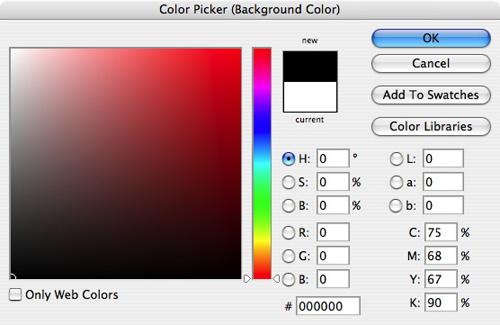 Color Picker (Background Color)
new
current
OK
Cancel
Add To Swatches
Color Libraries
H: 0 °
S: 0 %
B: 0 %
R: 0
G: 0
B: 0
# 000000
L: 0
a: 0
b: 0
C: 75 %
M: 68 %
Y: 67 %
K: 90 %
Only Web Colors